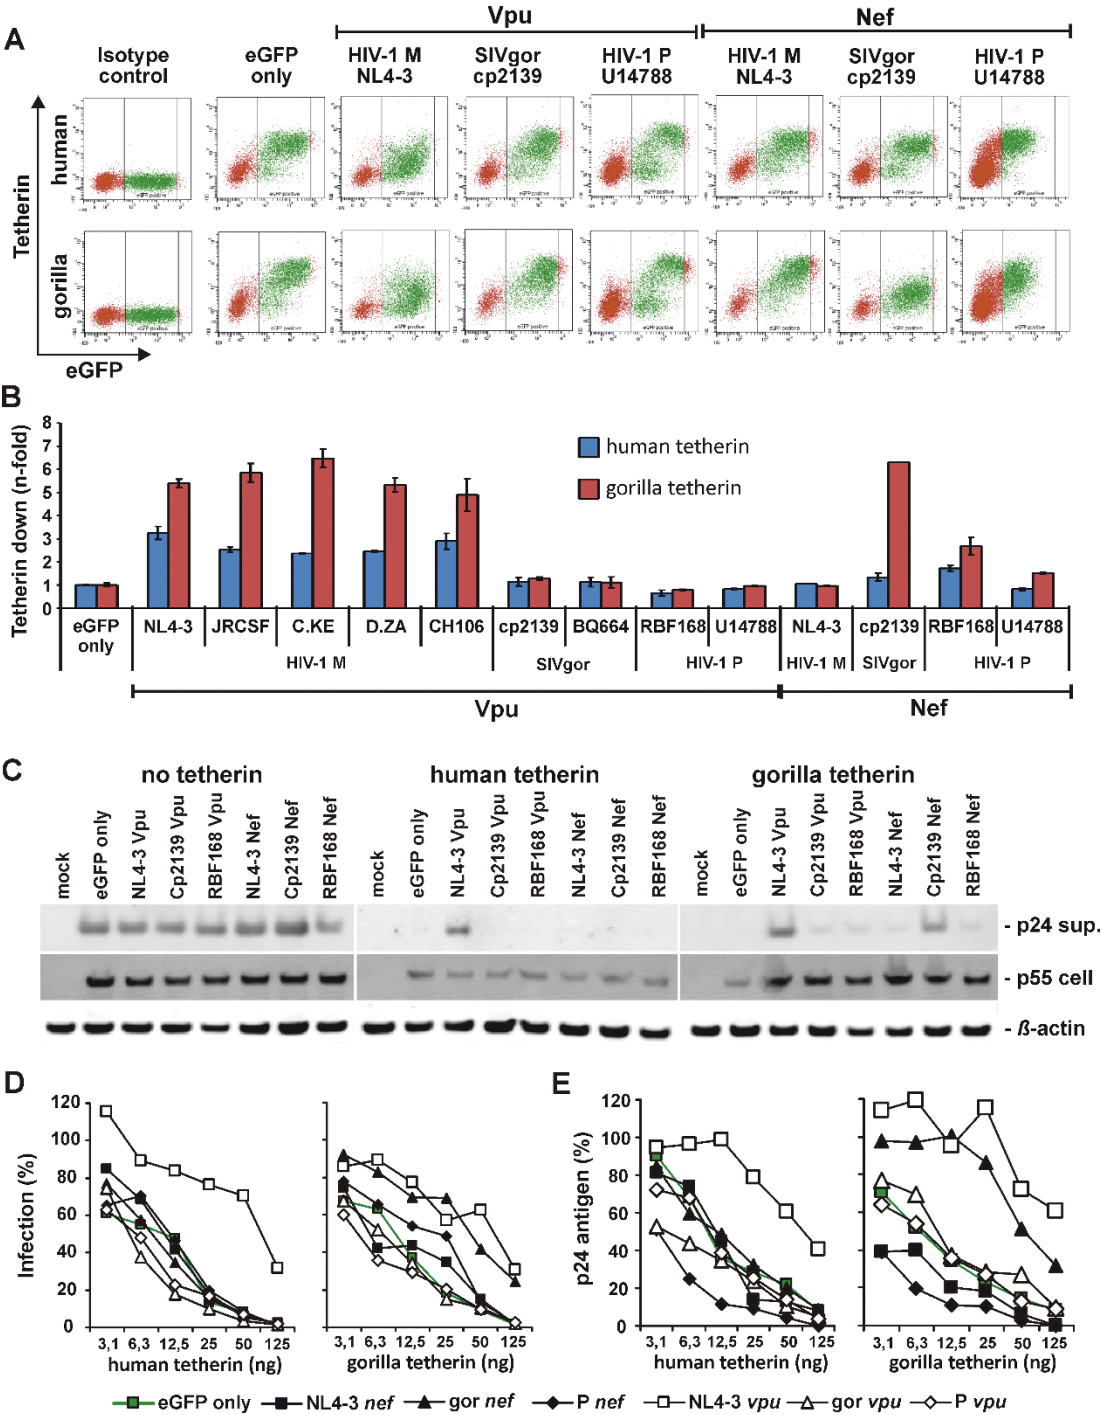 Vpu Nef
A
Isotype control
eGFP only
HIV-1 M NL4-3
SIVgor cp2139
HIV-1 P U14788
HIV-1 M NL4-3
SIVgor cp2139
HIV-1 P U14788
Tetherin
human
gorilla
eGFP
B
Tetherin down (n-fold)
8
7
6
5
4
3
2
1
0
human tetherin
gorilla tetherin
eGFP only
NL4-3 JRCSF C.KE D.ZA CH106 cp2139 BQ664 RBF168 U14788 NL4-3 cp2139 RBF168 U14788
HIV-1 M SIVgor HIV-1 P HIV-1 M SIVgor HIV-1 P
Vpu Nef
C
no tetherin human tetherin gorilla tetherin
mock eGFP only NL4-3 Vpu Cp2139 Vpu RBF168 Vpu NL4-3 Nef Cp2139 Nef RBF168 Nef
mock eGFP only NL4-3 Vpu Cp2139 Vpu RBF168 Vpu NL4-3 Nef Cp2139 Nef RBF168 Nef
mock eGFP only NL4-3 Vpu Cp2139 Vpu RBF168 Vpu NL4-3 Nef Cp2139 Nef RBF168 Nef
- p24 sup.
- p55 cell
- ß-actin
D
Infection (%)
120
100
80
60
40
20
0
3,1 6,3 12,5 25 50 125
human tetherin (ng)
3,1 6,3 12,5 25 50 125
gorilla tetherin (ng)
E
p24 antigen (%)
120
100
80
60
40
20
0
3,1 6,3 12,5 25 50 125
human tetherin (ng)
3,1 6,3 12,5 25 50 125
gorilla tetherin (ng)
eGFP only NL4-3 nef gor nef P nef NL4-3 vpu gor vpu P vpu